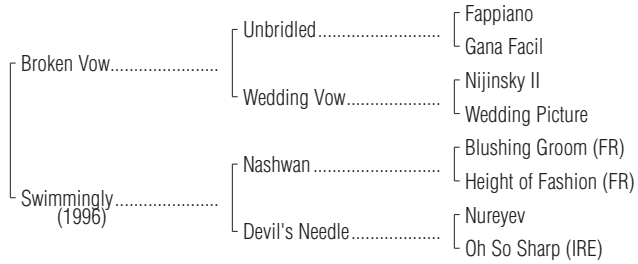 Fappiano
Unbridled
Gana Facil
Broken Vow
Nijinsky II
Wedding Vow
Wedding Picture
Blushing Groom (FR)
Nashwan
Height of Fashion (FR)
Swimmingly
(1996)
Nureyev
Devil's Needle
Oh So Sharp (IRE)